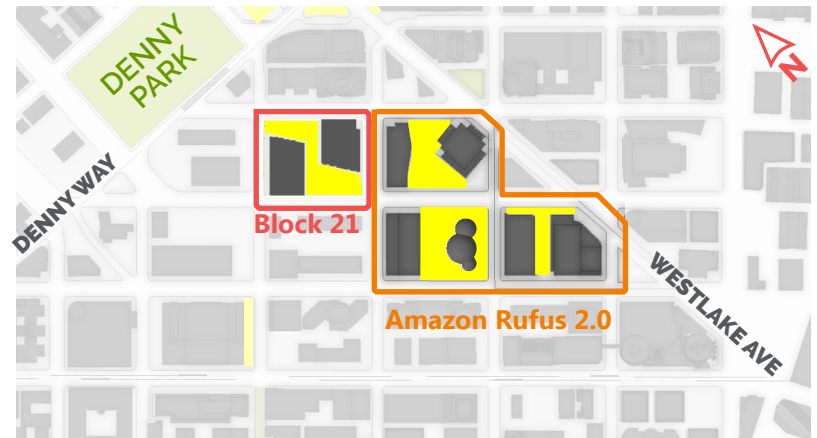 DENNY
PARK
N
DENNY WAY
Block 21
WESTLAKE AVE
Amazon Rufus 2.0